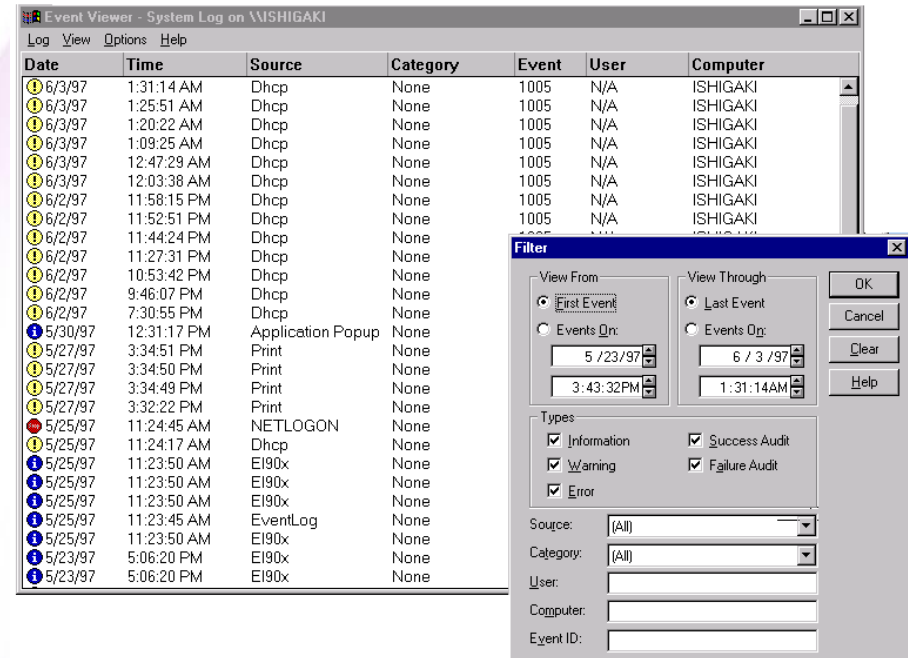 Event Viewer - System Log on \\ISHIGAKI
Log View Options Help
Date Time Source Category Event User Computer
6/3/97 1:31:14 AM Dhcp None 1005 N/A ISHIGAKI
6/3/97 1:25:51 AM Dhcp None 1005 N/A ISHIGAKI
6/3/97 1:20:22 AM Dhcp None 1005 N/A ISHIGAKI
6/3/97 1:09:25 AM Dhcp None 1005 N/A ISHIGAKI
6/3/97 12:47:29 AM Dhcp None 1005 N/A ISHIGAKI
6/3/97 12:03:38 AM Dhcp None 1005 N/A ISHIGAKI
6/2/97 11:58:15 PM Dhcp None 1005 N/A ISHIGAKI
6/2/97 11:52:51 PM Dhcp None 1005 N/A ISHIGAKI
6/2/97 11:44:24 PM Dhcp None
6/2/97 11:27:31 PM Dhcp None
6/2/97 10:53:42 PM Dhcp None
6/2/97 9:46:07 PM Dhcp None
6/2/97 7:30:55 PM Dhcp None
5/30/97 12:31:17 PM Application Popup None
5/27/97 3:34:51 PM Print None
5/27/97 3:34:50 PM Print None
5/27/97 3:34:49 PM Print None
5/27/97 3:32:22 PM Print None
5/25/97 11:24:45 AM NETLOGON None
5/25/97 11:24:17 AM Dhcp None
5/25/97 11:23:50 AM El90x None
5/25/97 11:23:50 AM El90x None
5/25/97 11:23:50 AM El90x None
5/25/97 11:23:45 AM EventLog None
5/25/97 11:23:50 AM El90x None
5/23/97 5:06:20 PM El90x None
5/23/97 5:06:20 PM El90x None
Filter
View From View Through
First Event Last Event
Events On: Events On:
5 /23/97 6 / 3 /97
3:43:32PM 1:31:14AM
OK
Cancel
Clear
Help
Types
Information Success Audit
Warning Failure Audit
Error
Source: (All)
Category: (All)
User:
Computer:
Event ID: